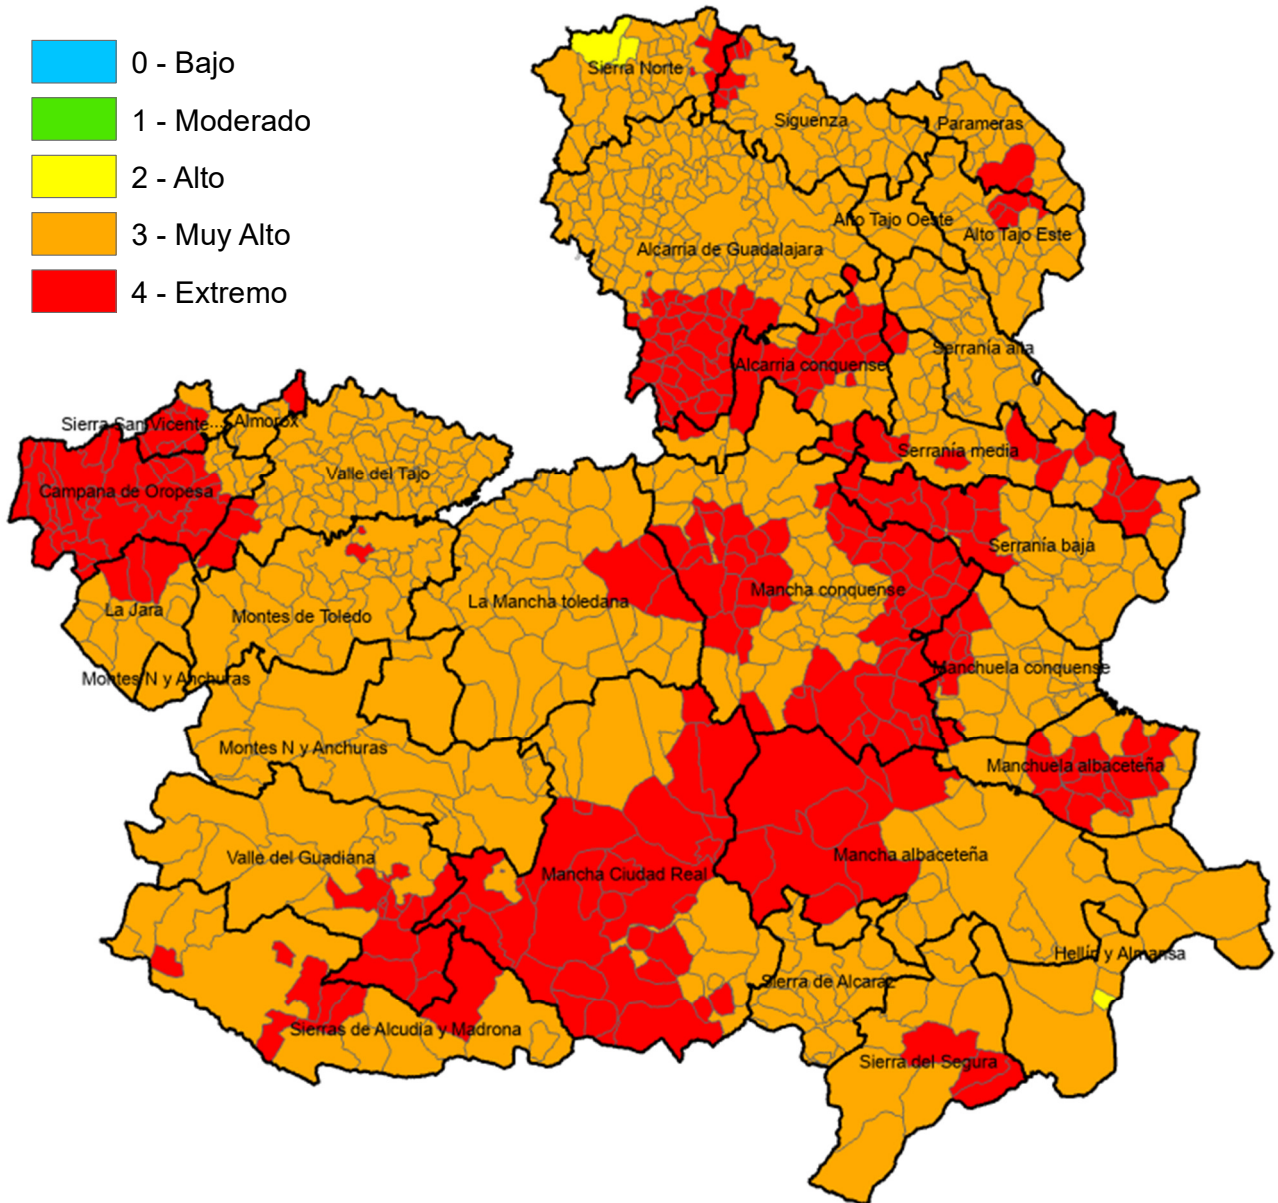 0 - Bajo
1 - Moderado
2 - Alto
3 - Muy Alto
4 - Extremo
Sierra Norte
Siguenza
Parameras
Alto Tajo Oeste
Alto Tajo Este
Alcarria de Guadalajara
Serranía alta
Alcarria conquense
Sierra San Vicente...
Almorox
Serranía media
Valle del Tajo
Campana de Oropesa
Serranía baja
Mancha conquense
La Mancha toledana
La Jara
Montes de Toledo
Manchuela conquense
Montes N y Anchuras
Montes N y Anchuras
Manchuela albaceteña
Mancha albaceteña
Valle del Guadiana
Mancha Ciudad Real
Hellín y Almansa
Sierra de Alcaraz
Sierras de Alcudia y Madrona
Sierra del Segura